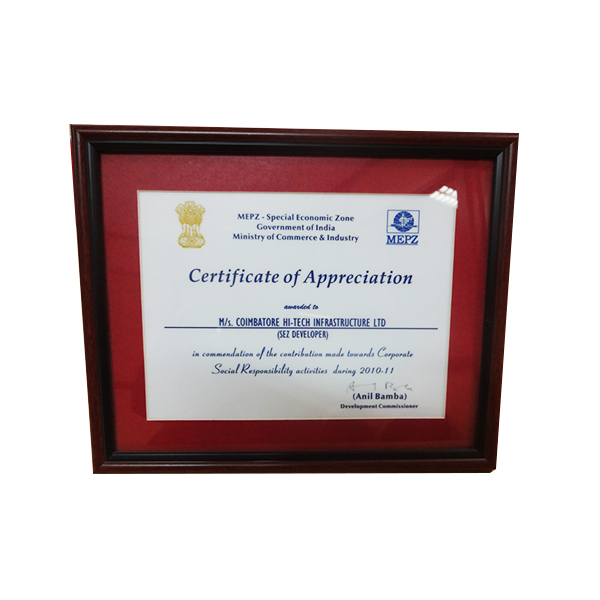 MEPZ - Special Economic Zone
Government of India
Ministry of Commerce & Industry
MEPZ
Certificate of Appreciation
awarded to
M/s. COIMBATORE HI-TECH INFRASTRUCTURE LTD
(SEZ DEVELOPER)
in commendation of the contribution made towards Corporate
Social Responsibility activities during 2010-11
(Anil Bamba)
Development Commissioner